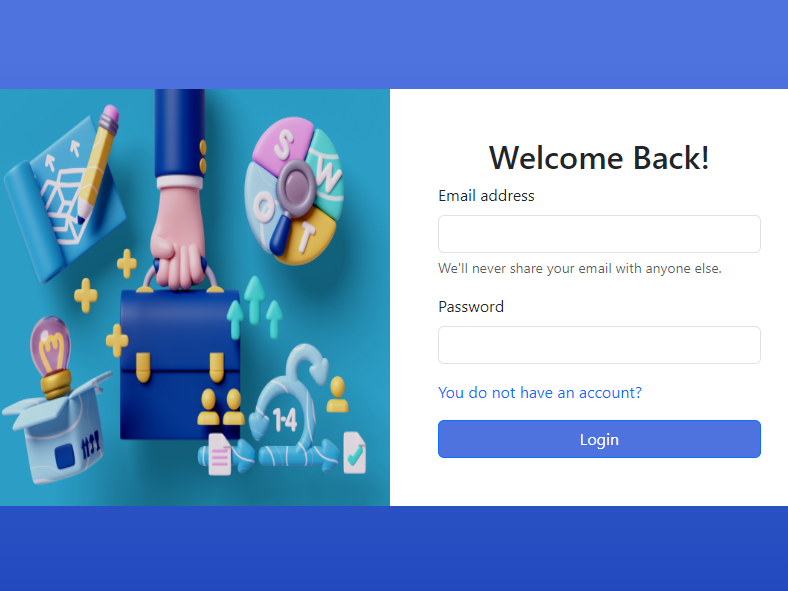 S
W
O
T
1-4
Welcome Back!
Email address
We'll never share your email with anyone else.
Password
You do not have an account?
Login